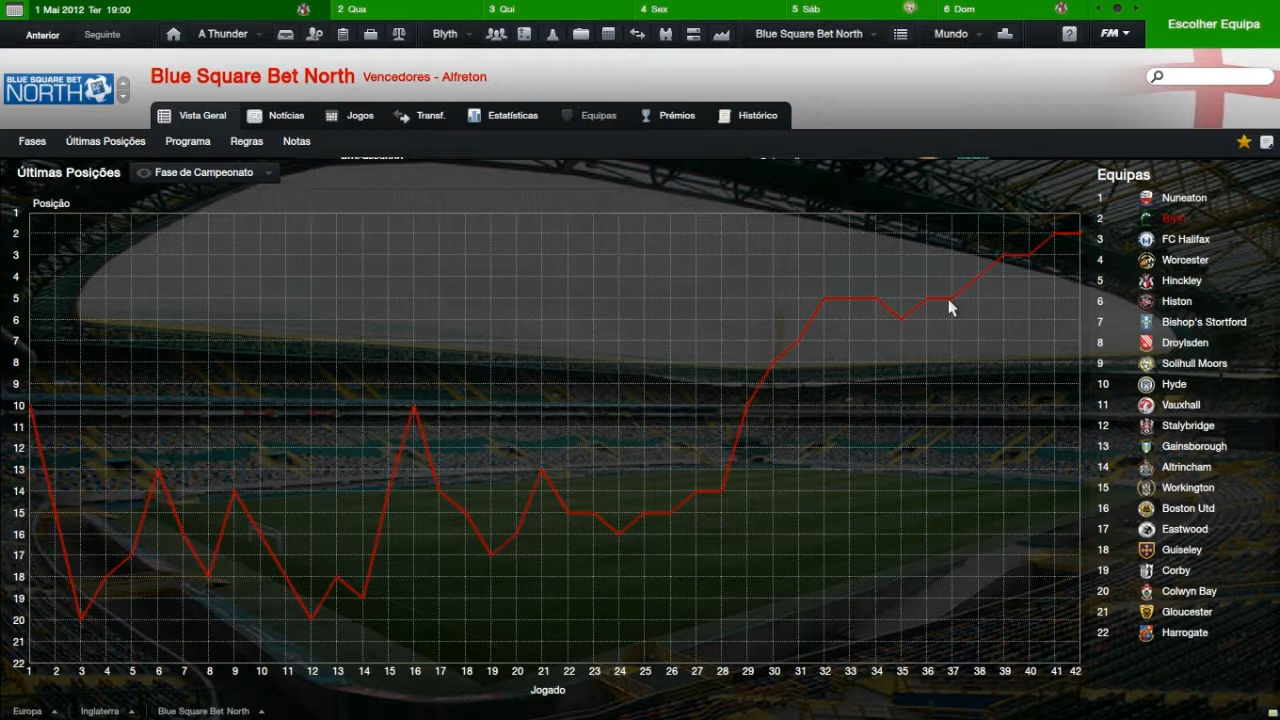 1 Mai 2012 Ter 19:00
2 Qua
3 Qui
4 Sex
5 Sáb
6 Dom
Escolher Equipa
Anterior
Seguinte
A Thunder
Blyth
Blue Square Bet North
Mundo
?
FM
BLUE SQUARE BET
NORTH
Blue Square Bet North Vencedores - Alfreton
Vista Geral
Notícias
Jogos
Transf.
Estatísticas
Equipas
Prémios
Histórico
Fases
Últimas Posições
Programa
Regras
Notas
Últimas Posições
Fase de Campeonato
Posição
1
2
3
4
5
6
7
8
9
10
11
12
13
14
15
16
17
18
19
20
21
22
1 2 3 4 5 6 7 8 9 10 11 12 13 14 15 16 17 18 19 20 21 22 23 24 25 26 27 28 29 30 31 32 33 34 35 36 37 38 39 40 41 42
Jogado
Equipas
1 Nuneaton
2 Blyth
3 FC Halifax
4 Worcester
5 Hinckley
6 Histon
7 Bishop's Stortford
8 Droylsden
9 Solihull Moors
10 Hyde
11 Vauxhall
12 Stalybridge
13 Gainsborough
14 Altrincham
15 Workington
16 Boston Utd
17 Eastwood
18 Guiseley
19 Corby
20 Colwyn Bay
21 Gloucester
22 Harrogate
Europa
Inglaterra
Blue Square Bet North